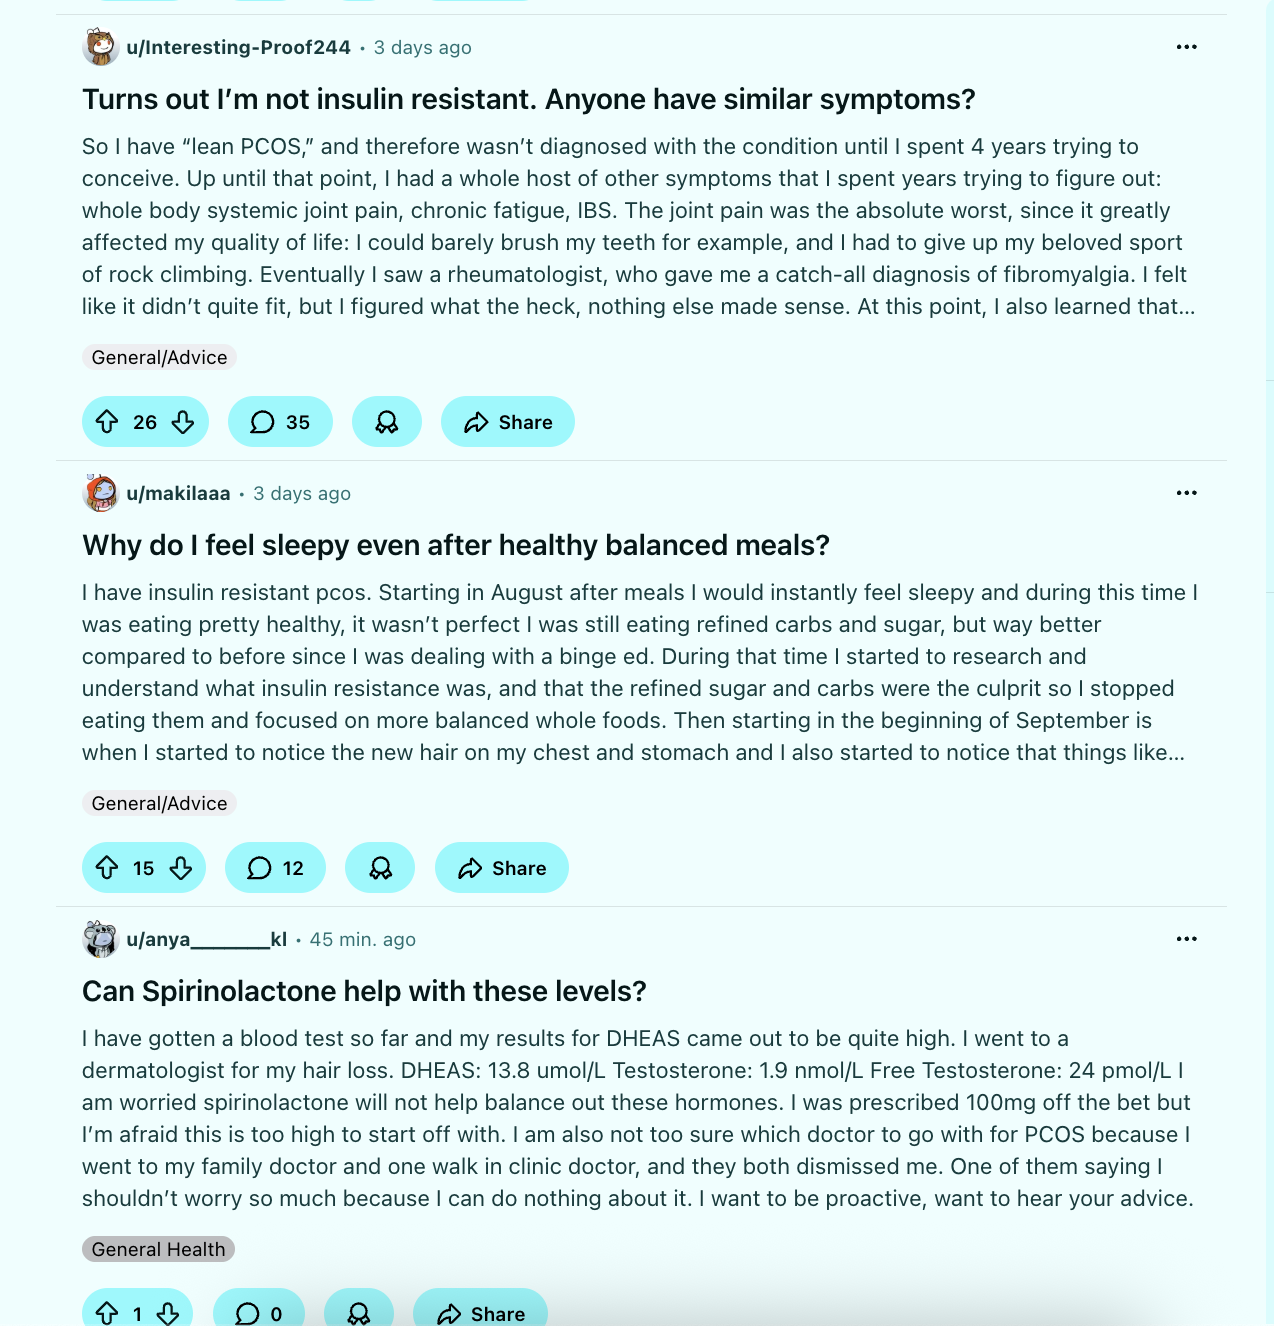 u/Interesting-Proof244 • 3 days ago
Turns out I’m not insulin resistant. Anyone have similar symptoms?
So I have “lean PCOS,” and therefore wasn’t diagnosed with the condition until I spent 4 years trying to
conceive. Up until that point, I had a whole host of other symptoms that I spent years trying to figure out:
whole body systemic joint pain, chronic fatigue, IBS. The joint pain was the absolute worst, since it greatly
affected my quality of life: I could barely brush my teeth for example, and I had to give up my beloved sport
of rock climbing. Eventually I saw a rheumatologist, who gave me a catch-all diagnosis of fibromyalgia. I felt
like it didn’t quite fit, but I figured what the heck, nothing else made sense. At this point, I also learned that...
General/Advice
26 35 Share
u/makilaaa • 3 days ago
Why do I feel sleepy even after healthy balanced meals?
I have insulin resistant pcos. Starting in August after meals I would instantly feel sleepy and during this time I
was eating pretty healthy, it wasn’t perfect I was still eating refined carbs and sugar, but way better
compared to before since I was dealing with a binge ed. During that time I started to research and
understand what insulin resistance was, and that the refined sugar and carbs were the culprit so I stopped
eating them and focused on more balanced whole foods. Then starting in the beginning of September is
when I started to notice the new hair on my chest and stomach and I also started to notice that things like...
General/Advice
15 12 Share
u/anya________kl • 45 min. ago
Can Spirinolactone help with these levels?
I have gotten a blood test so far and my results for DHEAS came out to be quite high. I went to a
dermatologist for my hair loss. DHEAS: 13.8 umol/L Testosterone: 1.9 nmol/L Free Testosterone: 24 pmol/L I
am worried spirinolactone will not help balance out these hormones. I was prescribed 100mg off the bet but
I’m afraid this is too high to start off with. I am also not too sure which doctor to go with for PCOS because I
went to my family doctor and one walk in clinic doctor, and they both dismissed me. One of them saying I
shouldn’t worry so much because I can do nothing about it. I want to be proactive, want to hear your advice.
General Health
1 0 Share